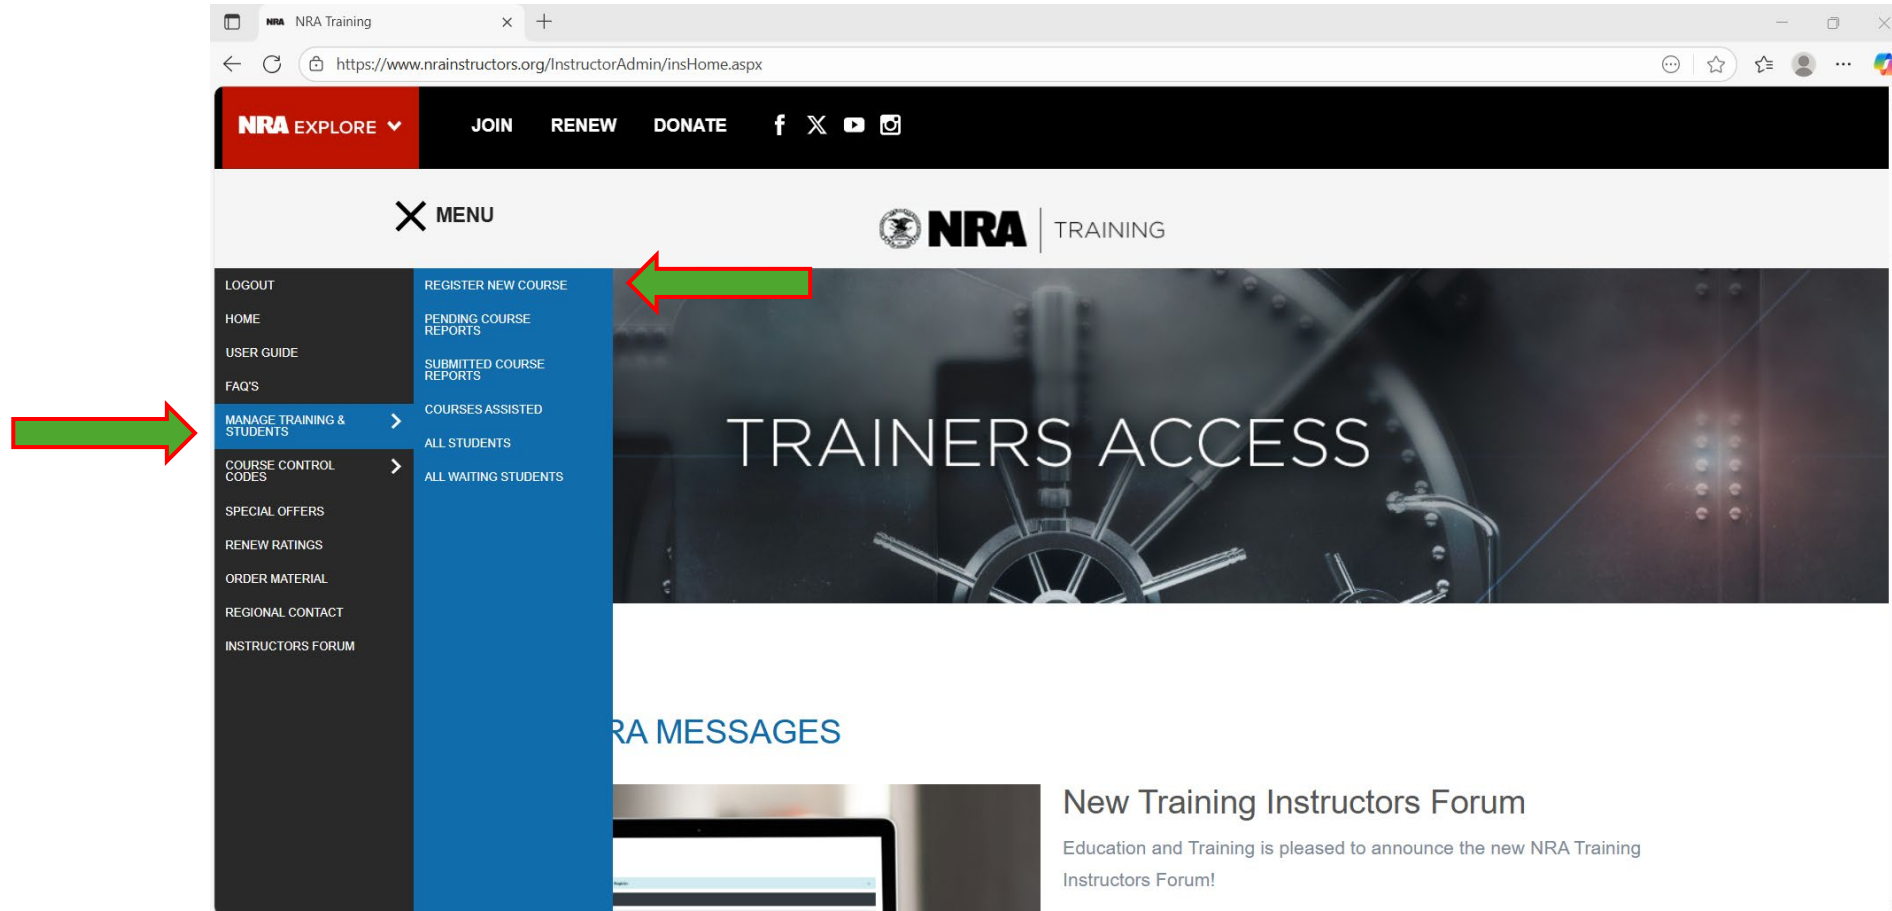 NRA NRA Training
https://www.nrainstructors.org/InstructorAdmin/insHome.aspx
NRA EXPLORE JOIN RENEW DONATE
MENU
NRA TRAINING
LOGOUT
HOME
USER GUIDE
FAQ'S
MANAGE TRAINING &
STUDENTS
COURSE CONTROL
CODES
SPECIAL OFFERS
RENEW RATINGS
ORDER MATERIAL
REGIONAL CONTACT
INSTRUCTORS FORUM
REGISTER NEW COURSE
PENDING COURSE
REPORTS
SUBMITTED COURSE
REPORTS
COURSES ASSISTED
ALL STUDENTS
ALL WAITING STUDENTS
TRAINERS ACCESS
RA MESSAGES
New Training Instructors Forum
Education and Training is pleased to announce the new NRA Training
Instructors Forum!